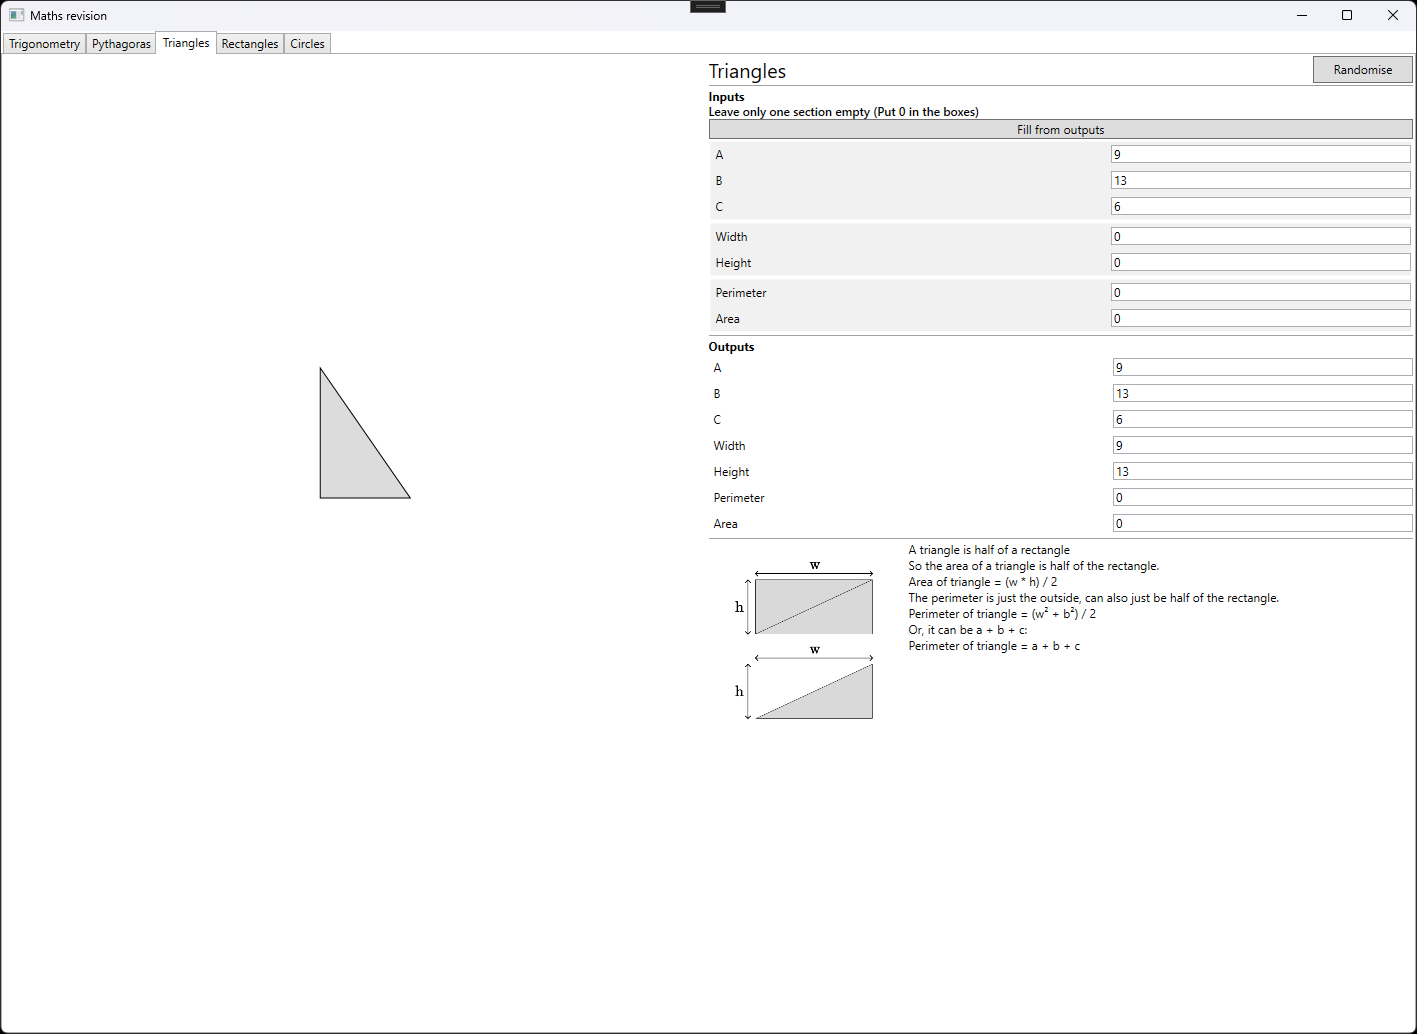 Maths revision
Trigonometry Pythagoras Triangles Rectangles Circles
Triangles
Randomise
Inputs
Leave only one section empty (Put 0 in the boxes)
Fill from outputs
A 9
B 13
C 6
Width 0
Height 0
Perimeter 0
Area 0
Outputs
A 9
B 13
C 6
Width 9
Height 13
Perimeter 0
Area 0
w
h
w
h
A triangle is half of a rectangle
So the area of a triangle is half of the rectangle.
Area of triangle = (w * h) / 2
The perimeter is just the outside, can also just be half of the rectangle.
Perimeter of triangle = (w² + b²) / 2
Or, it can be a + b + c:
Perimeter of triangle = a + b + c